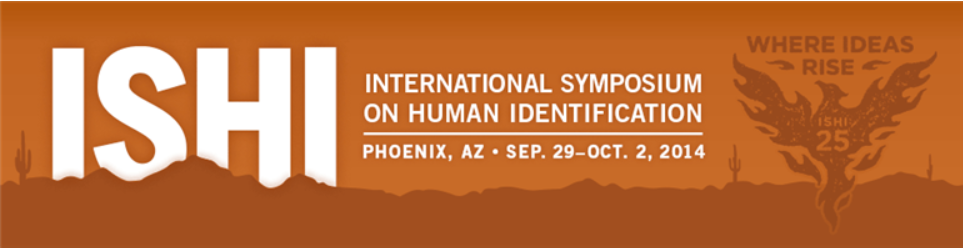 ISHI
INTERNATIONAL SYMPOSIUM
ON HUMAN IDENTIFICATION
PHOENIX, AZ • SEP. 29–OCT. 2, 2014
WHERE IDEAS
RISE
ISHI
25